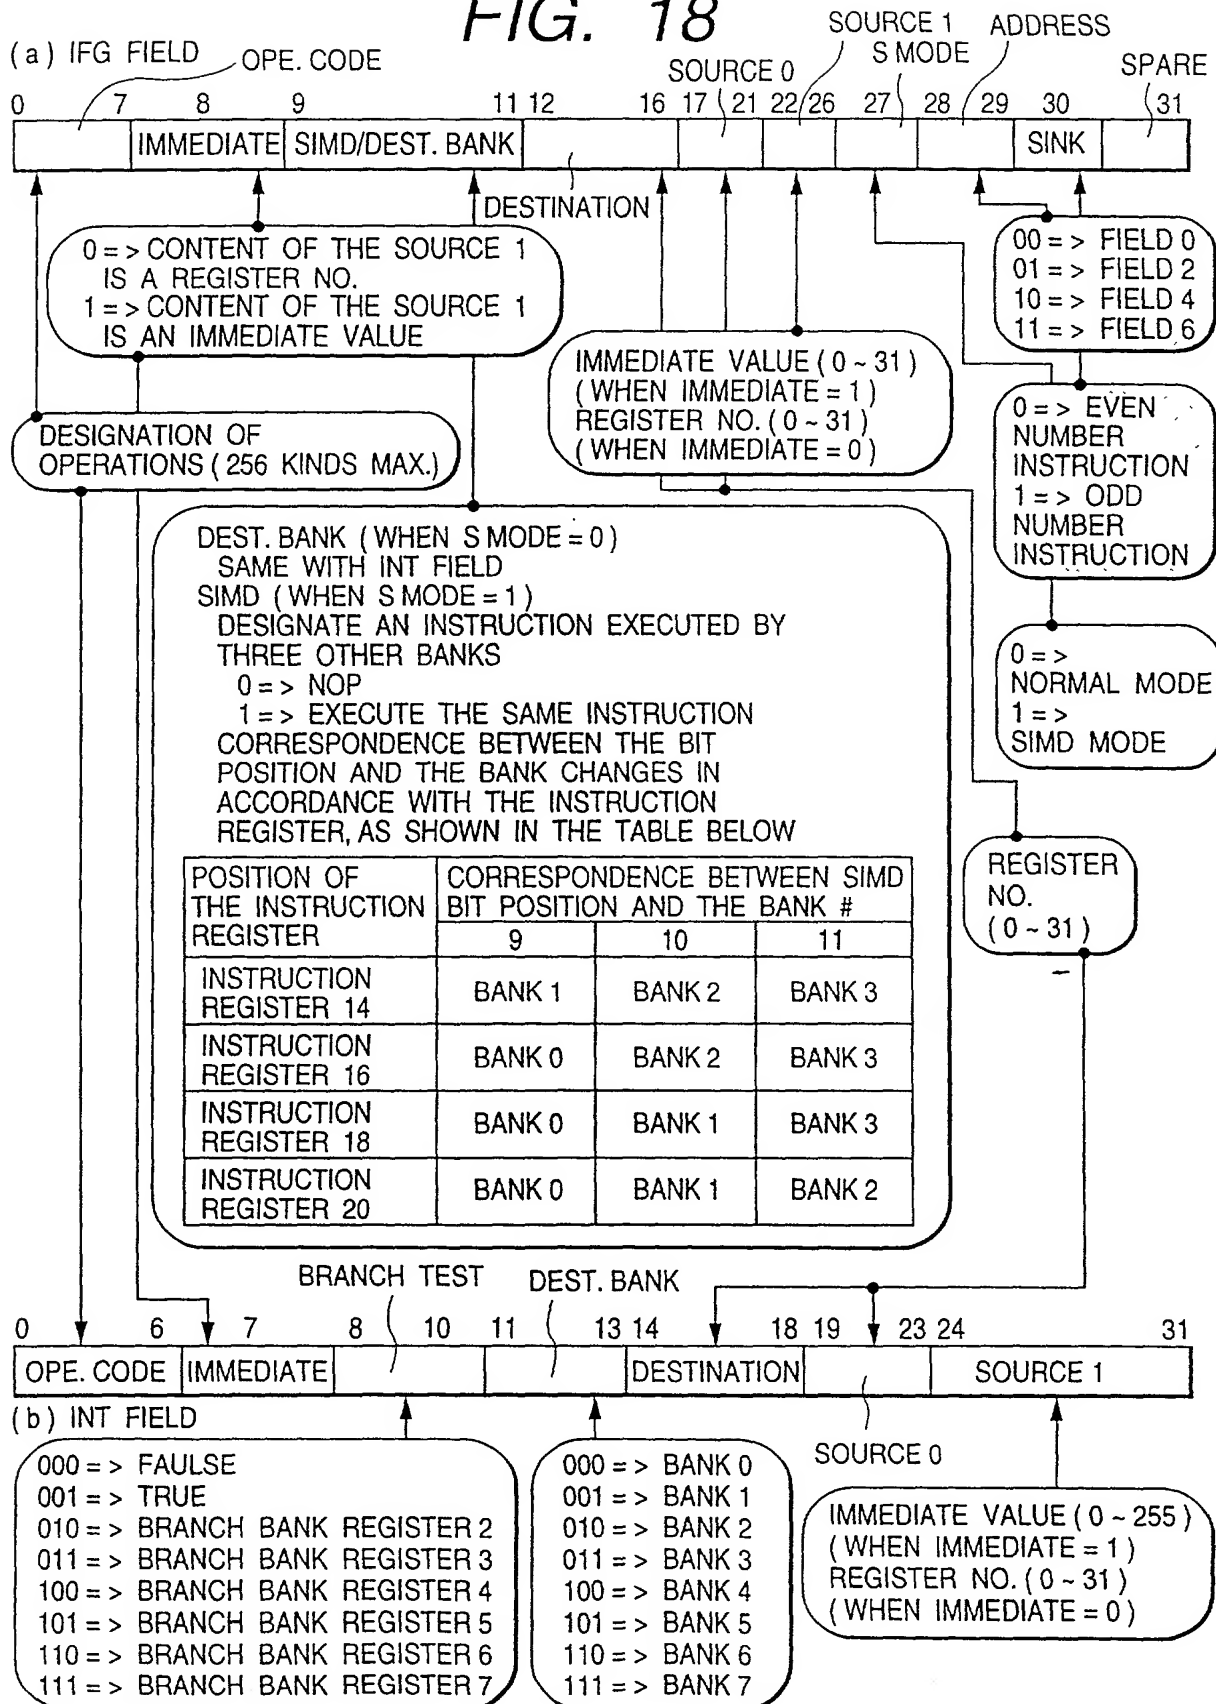 FIG. 18
(a) IFG FIELD
OPE. CODE
SOURCE 0
SOURCE 1
S MODE
ADDRESS
SPARE
0 7 8 9 11 12 16 17 21 22 26 27 28 29 30 31
IMMEDIATE SIMD/DEST. BANK SINK
DESTINATION
0 = > CONTENT OF THE SOURCE 1
IS A REGISTER NO.
1 = > CONTENT OF THE SOURCE 1
IS AN IMMEDIATE VALUE
00 = > FIELD 0
01 = > FIELD 2
10 = > FIELD 4
11 = > FIELD 6
IMMEDIATE VALUE ( 0 ~ 31 )
( WHEN IMMEDIATE = 1 )
REGISTER NO. ( 0 ~ 31 )
( WHEN IMMEDIATE = 0 )
DESIGNATION OF
OPERATIONS ( 256 KINDS MAX.)
0 = > EVEN
NUMBER
INSTRUCTION
1 = > ODD
NUMBER
INSTRUCTION
DEST. BANK ( WHEN S MODE = 0 )
SAME WITH INT FIELD
SIMD ( WHEN S MODE = 1 )
DESIGNATE AN INSTRUCTION EXECUTED BY
THREE OTHER BANKS
0 = > NOP
1 = > EXECUTE THE SAME INSTRUCTION
CORRESPONDENCE BETWEEN THE BIT
POSITION AND THE BANK CHANGES IN
ACCORDANCE WITH THE INSTRUCTION
REGISTER, AS SHOWN IN THE TABLE BELOW
0 = >
NORMAL MODE
1 = >
SIMD MODE
POSITION OF
THE INSTRUCTION
REGISTER
CORRESPONDENCE BETWEEN SIMD
BIT POSITION AND THE BANK #
9 10 11
INSTRUCTION
REGISTER 14
BANK 1 BANK 2 BANK 3
INSTRUCTION
REGISTER 16
BANK 0 BANK 2 BANK 3
INSTRUCTION
REGISTER 18
BANK 0 BANK 1 BANK 3
INSTRUCTION
REGISTER 20
BANK 0 BANK 1 BANK 2
REGISTER
NO.
( 0 ~ 31 )
BRANCH TEST
DEST. BANK
0 6 7 8 10 11 13 14 18 19 23 24 31
OPE. CODE IMMEDIATE DESTINATION SOURCE 1
(b) INT FIELD
SOURCE 0
000 = > FAULSE
001 = > TRUE
010 = > BRANCH BANK REGISTER 2
011 = > BRANCH BANK REGISTER 3
100 = > BRANCH BANK REGISTER 4
101 = > BRANCH BANK REGISTER 5
110 = > BRANCH BANK REGISTER 6
111 = > BRANCH BANK REGISTER 7
000 = > BANK 0
001 = > BANK 1
010 = > BANK 2
011 = > BANK 3
100 = > BANK 4
101 = > BANK 5
110 = > BANK 6
111 = > BANK 7
IMMEDIATE VALUE ( 0 ~ 255 )
( WHEN IMMEDIATE = 1 )
REGISTER NO. ( 0 ~ 31 )
( WHEN IMMEDIATE = 0 )